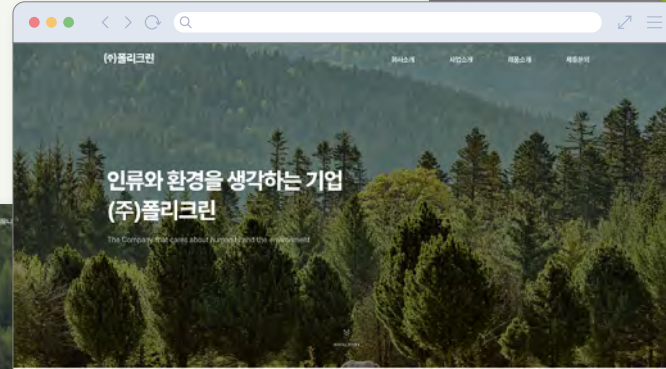 (주)폴리크린
회사소개 사업소개 제품소개 제휴문의
인류와 환경을 생각하는 기업
(주)폴리크린
The Company that cares about human and the environment